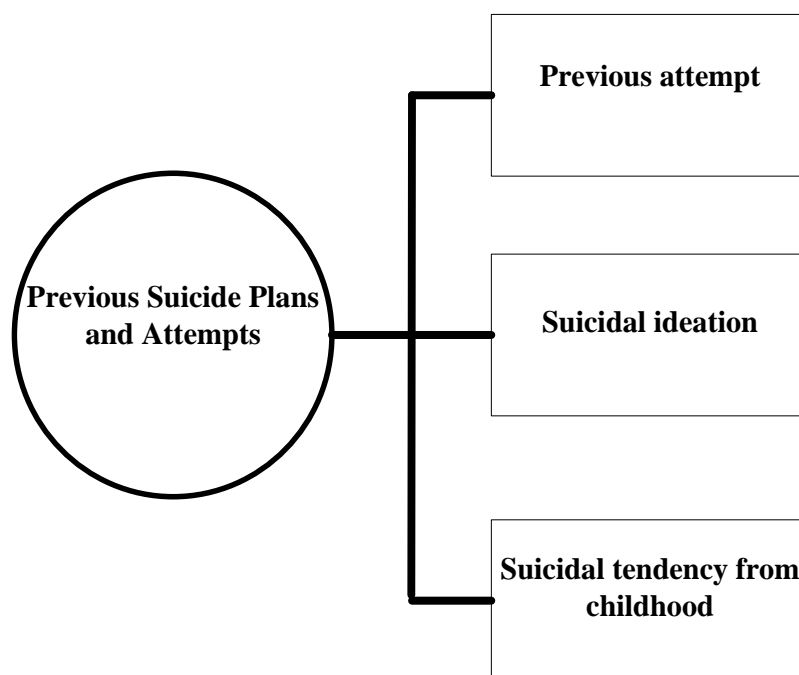 Previous attempt
Previous Suicide Plans
and Attempts
Suicidal ideation
Suicidal tendency from
childhood